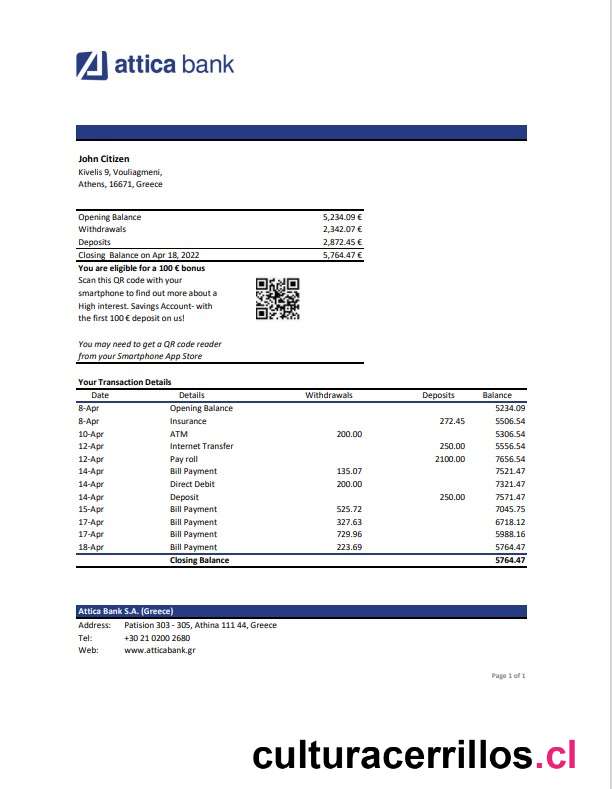 attica bank
John Citizen
Kivelis 9, Vouliagmeni,
Athens, 16671, Greece
Opening Balance 5,234.09 €
Withdrawals 2,342.07 €
Deposits 2,872.45 €
Closing Balance on Apr 18, 2022 5,764.47 €
You are eligible for a 100 € bonus
Scan this QR code with your
smartphone to find out more about a
High interest. Savings Account- with
the first 100 € deposit on us!
You may need to get a QR code reader
from your Smartphone App Store
Your Transaction Details
Date Details Withdrawals Deposits Balance
8-Apr Opening Balance 5234.09
8-Apr Insurance 272.45 5506.54
10-Apr ATM 200.00 5306.54
12-Apr Internet Transfer 250.00 5556.54
12-Apr Pay roll 2100.00 7656.54
14-Apr Bill Payment 135.07 7521.47
14-Apr Direct Debit 200.00 7321.47
14-Apr Deposit 250.00 7571.47
15-Apr Bill Payment 525.72 7045.75
17-Apr Bill Payment 327.63 6718.12
17-Apr Bill Payment 729.96 5988.16
18-Apr Bill Payment 223.69 5764.47
Closing Balance 5764.47
Attica Bank S.A. (Greece)
Address: Patision 303 - 305, Athina 111 44, Greece
Tel: +30 21 0200 2680
Web: www.atticabank.gr
Page 1 of 1
culturacerrillos.cl